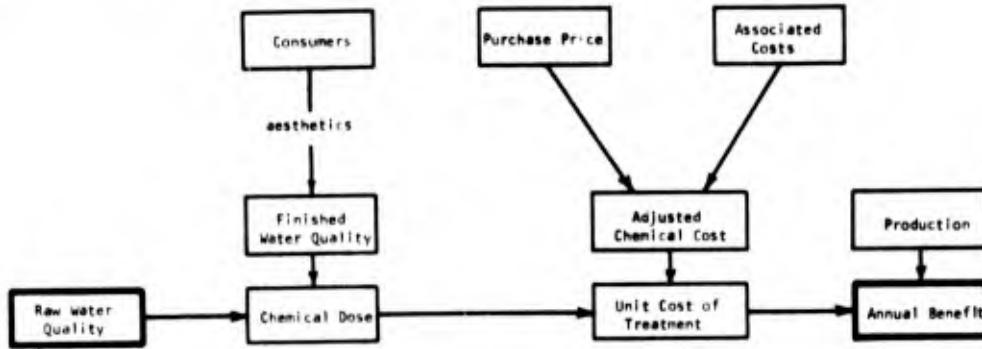 Consumers
Purchase Price
Associated
Costs
aesthetics
Finished
Water Quality
Adjusted
Chemical Cost
Production
Raw Water
Quality
Chemical Dose
Unit Cost of
Treatment
Annual Benefit